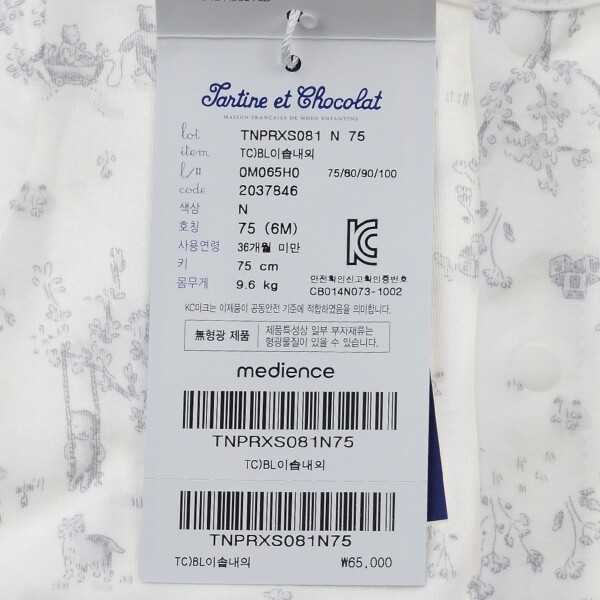 Tartine et Chocolat
MAISON FRANÇAISE DE MODE ENFANTINE
lot TNPRXS081 N 75
item TC)BL이솝내의
l/# 0M065H0 75/80/90/100
code 2037846
색상 N
호칭 75 (6M)
사용연령 36개월 미만
키 75 cm
몸무게 9.6 kg
안전확인신고확인증번호
CB014N073-1002
KC마크는 이제품이 공동안전 기준에 적합하였음을 의미합니다.
無형광 제품
제품특성상 일부 부자재류는
형광물질이 있을 수 있습니다.
medience
TNPRXS081N75
TC)BL이솝내의
TNPRXS081N75
TC)BL이솝내의 ₩65,000